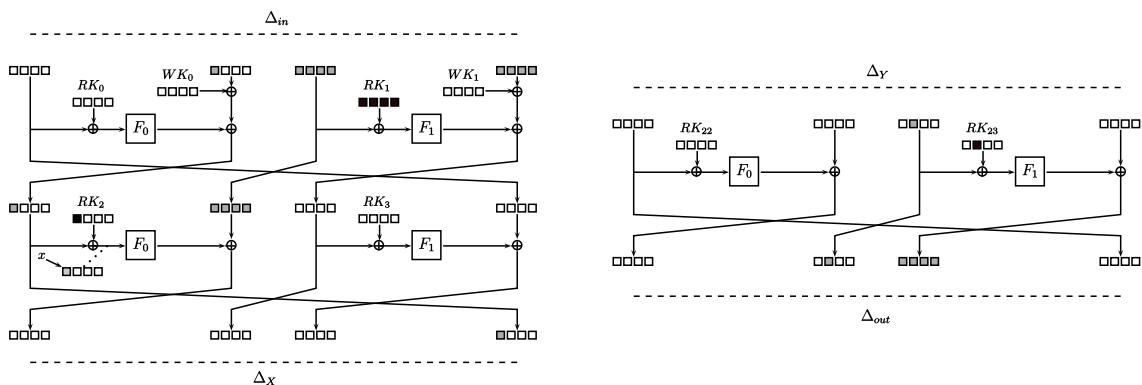 Δin
WK0
WK1
RK0
RK1
F0
F1
RK2
RK3
x
F0
F1
ΔX
ΔY
RK22
RK23
F0
F1
Δout